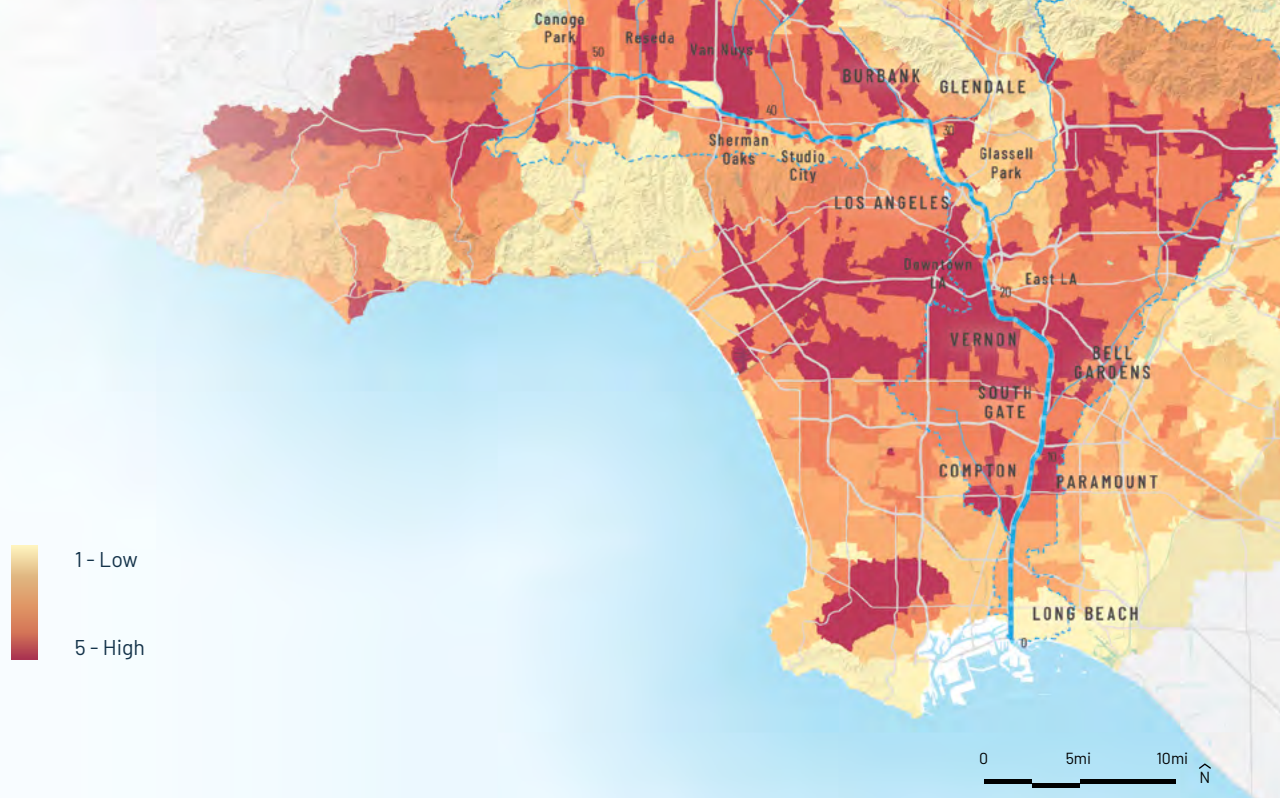 Canoga
Park
Reseda
Van Nuys
50
BURBANK
GLENDALE
40
30
Sherman
Oaks
Studio
City
Glassell
Park
LOS ANGELES
Downtown
LA
East LA
20
VERNON
BELL
GARDENS
SOUTH
GATE
10
COMPTON
PARAMOUNT
1 - Low
5 - High
LONG BEACH
0
0
5mi
10mi
N